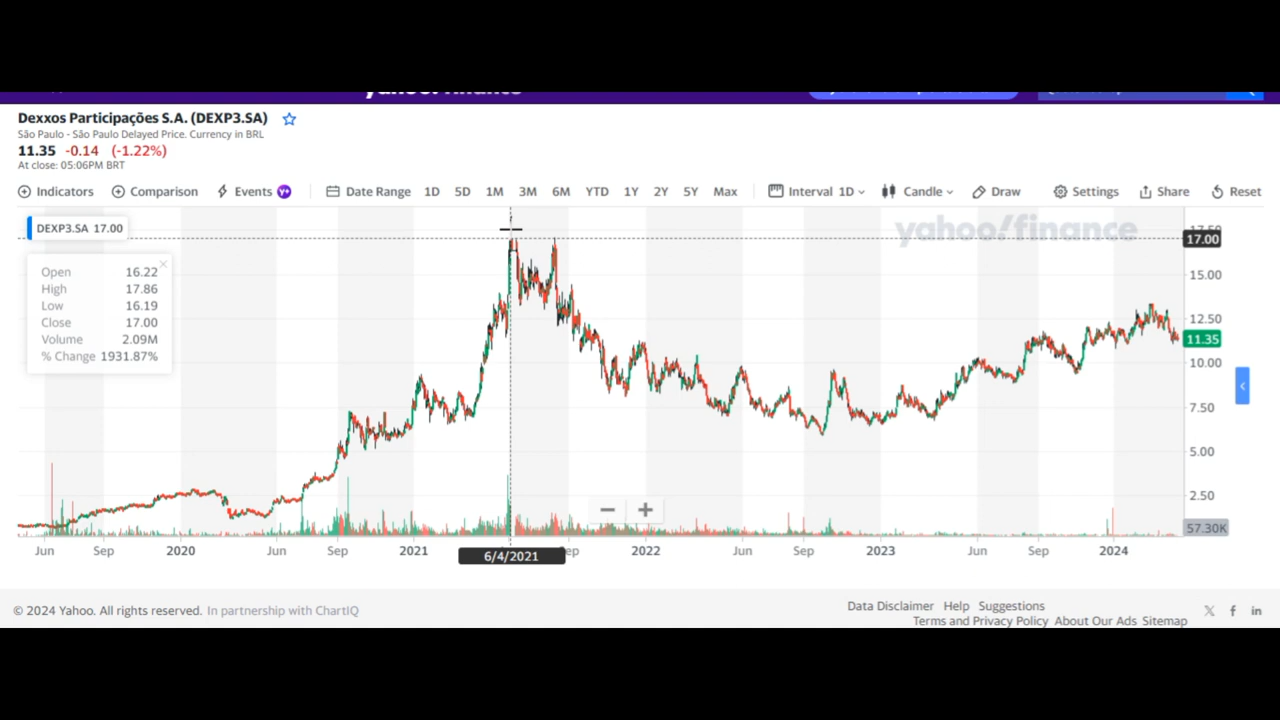 Dexxos Participações S.A. (DEXP3.SA)
São Paulo - São Paulo Delayed Price. Currency in BRL
11.35 -0.14 (-1.22%)
At close: 05:06PM BRT
Indicators Comparison Events Y+ Date Range 1D 5D 1M 3M 6M YTD 1Y 2Y 5Y Max Interval 1D Candle Draw Settings Share Reset
DEXP3.SA 17.00
yahoo!finance
17.50
17.00
Open 16.22
High 17.86
Low 16.19
Close 17.00
Volume 2.09M
% Change 1931.87%
15.00
12.50
11.35
10.00
7.50
5.00
2.50
57.30K
Jun Sep 2020 Jun Sep 2021 6/4/2021 2022 Jun Sep 2023 Jun Sep 2024
© 2024 Yahoo. All rights reserved. In partnership with ChartIQ
Data Disclaimer Help Suggestions
Terms and Privacy Policy About Our Ads Sitemap